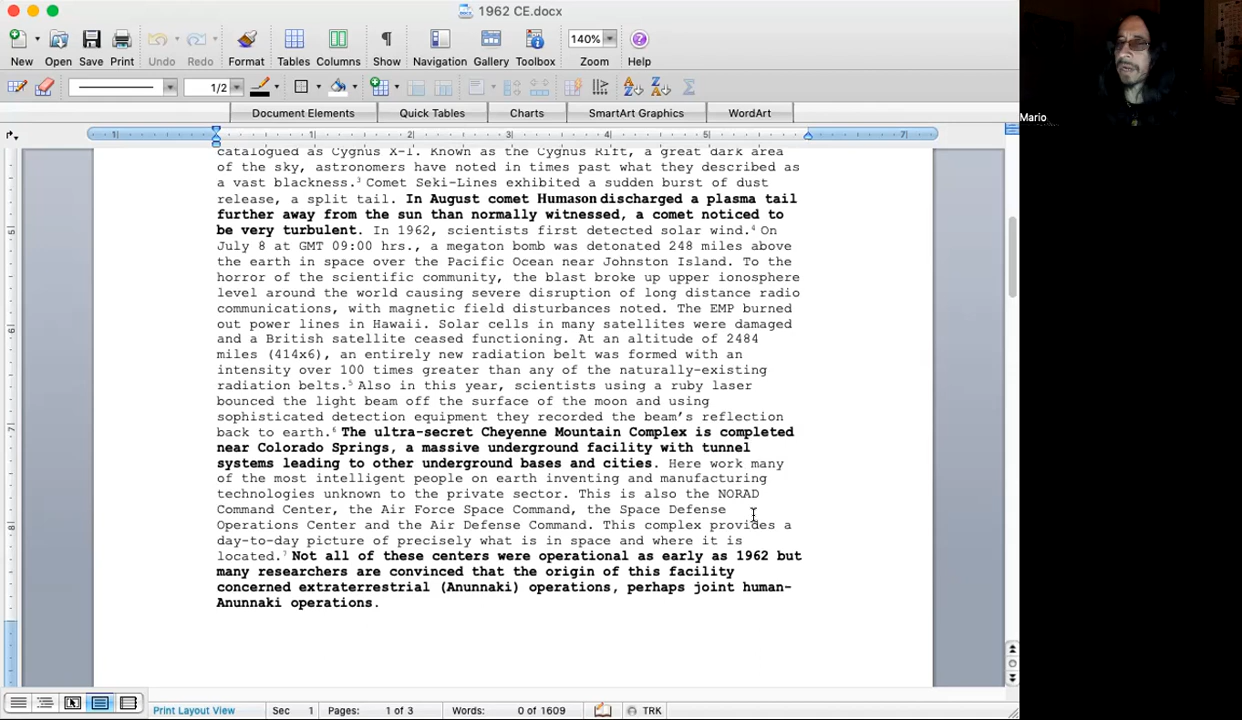 1962 CE.docx
140%
New Open Save Print Undo Redo Format Tables Columns Show Navigation Gallery Toolbox Zoom Help
1/2
Document Elements Quick Tables Charts SmartArt Graphics WordArt
1 1 2 3 4 5 7
catalogued as Cygnus X-1. Known as the Cygnus Rift, a great dark area
of the sky, astronomers have noted in times past what they described as
a vast blackness.3 Comet Seki-Lines exhibited a sudden burst of dust
release, a split tail. In August comet Humason discharged a plasma tail
further away from the sun than normally witnessed, a comet noticed to
be very turbulent. In 1962, scientists first detected solar wind.4 On
July 8 at GMT 09:00 hrs., a megaton bomb was detonated 248 miles above
the earth in space over the Pacific Ocean near Johnston Island. To the
horror of the scientific community, the blast broke up upper ionosphere
level around the world causing severe disruption of long distance radio
communications, with magnetic field disturbances noted. The EMP burned
out power lines in Hawaii. Solar cells in many satellites were damaged
and a British satellite ceased functioning. At an altitude of 2484
miles (414x6), an entirely new radiation belt was formed with an
intensity over 100 times greater than any of the naturally-existing
radiation belts.5 Also in this year, scientists using a ruby laser
bounced the light beam off the surface of the moon and using
sophisticated detection equipment they recorded the beam's reflection
back to earth.6 The ultra-secret Cheyenne Mountain Complex is completed
near Colorado Springs, a massive underground facility with tunnel
systems leading to other underground bases and cities. Here work many
of the most intelligent people on earth inventing and manufacturing
technologies unknown to the private sector. This is also the NORAD
Command Center, the Air Force Space Command, the Space Defense
Operations Center and the Air Defense Command. This complex provides a
day-to-day picture of precisely what is in space and where it is
located.7 Not all of these centers were operational as early as 1962 but
many researchers are convinced that the origin of this facility
concerned extraterrestrial (Anunnaki) operations, perhaps joint human-
Anunnaki operations.
Print Layout View Sec 1 Pages: 1 of 3 Words: 0 of 1609 TRK
Mario